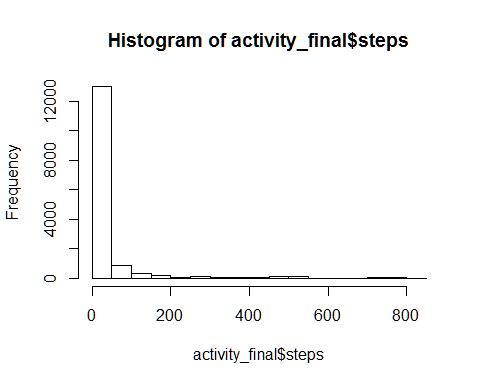 Histogram of activity_final$steps
Frequency
12000
8000
4000
0
0 200 400 600 800
activity_final$steps